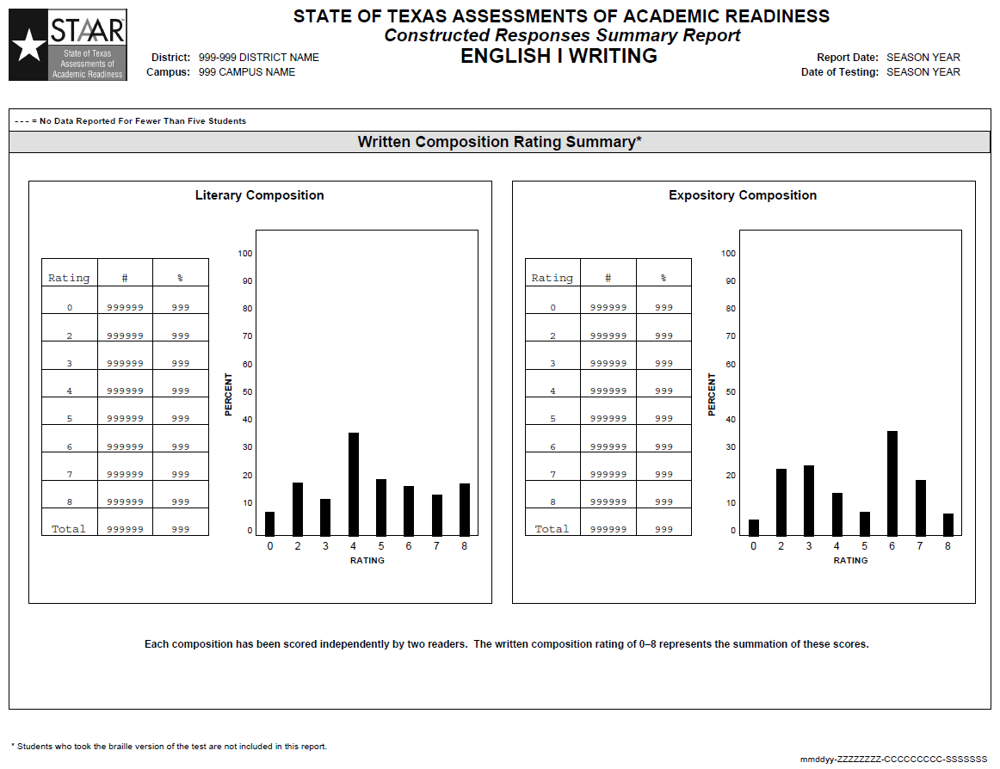 STAAR™
State of Texas
Assessments of
Academic Readiness
STATE OF TEXAS ASSESSMENTS OF ACADEMIC READINESS
Constructed Responses Summary Report
ENGLISH I WRITING
District: 999-999 DISTRICT NAME
Campus: 999 CAMPUS NAME
Report Date: SEASON YEAR
Date of Testing: SEASON YEAR
- - - = No Data Reported For Fewer Than Five Students
Written Composition Rating Summary*
Literary Composition
Rating # %
0 999999 999
2 999999 999
3 999999 999
4 999999 999
5 999999 999
6 999999 999
7 999999 999
8 999999 999
Total 999999 999
PERCENT
100
90
80
70
60
50
40
30
20
10
0
0 2 3 4 5 6 7 8
RATING
Expository Composition
Rating # %
0 999999 999
2 999999 999
3 999999 999
4 999999 999
5 999999 999
6 999999 999
7 999999 999
8 999999 999
Total 999999 999
PERCENT
100
90
80
70
60
50
40
30
20
10
0
0 2 3 4 5 6 7 8
RATING
Each composition has been scored independently by two readers. The written composition rating of 0–8 represents the summation of these scores.
* Students who took the braille version of the test are not included in this report.
mmddyy-ZZZZZZZZ-CCCCCCCCC-SSSSSSS